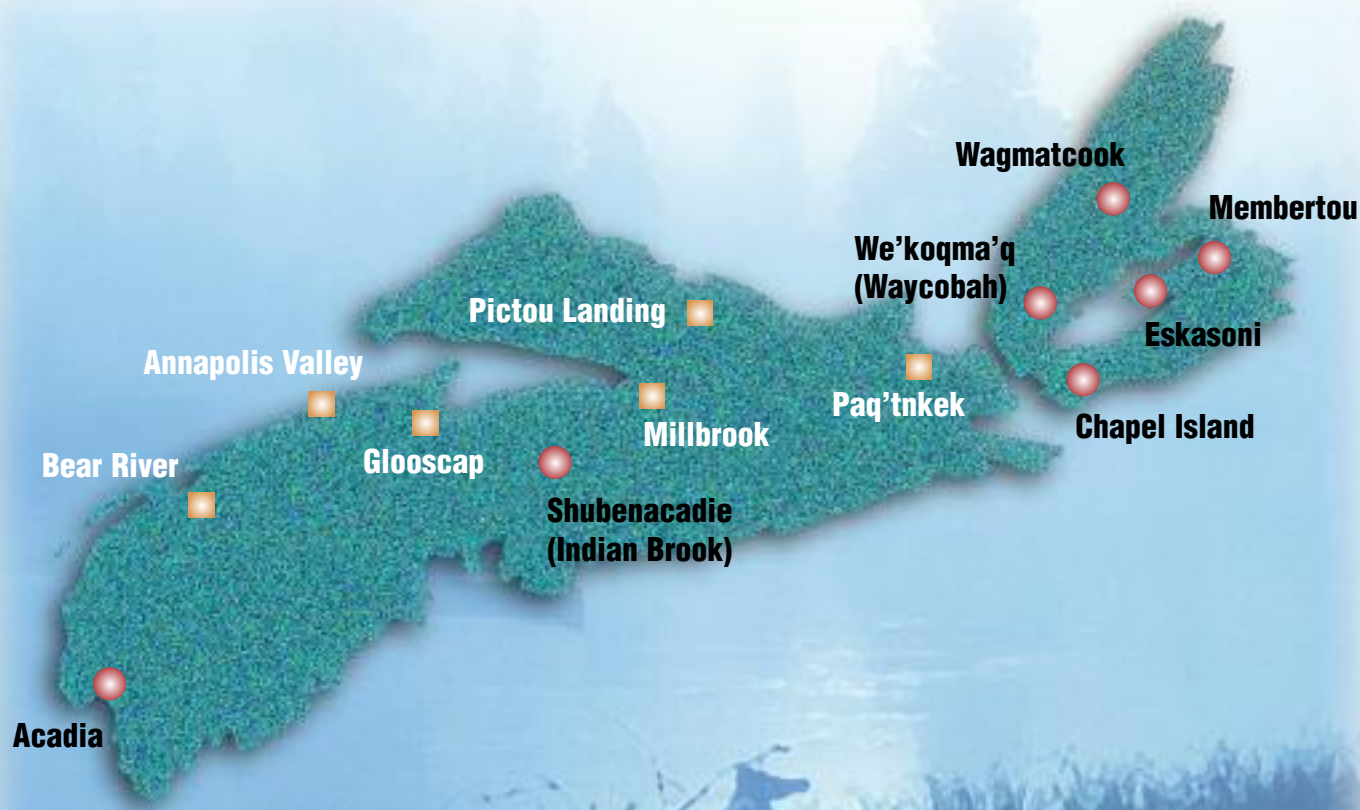 Wagmatcook
Membertou
We’koqma’q
(Waycobah)
Pictou Landing
Eskasoni
Annapolis Valley
Paq’tnkek
Chapel Island
Millbrook
Glooscap
Bear River
Shubenacadie
(Indian Brook)
Acadia